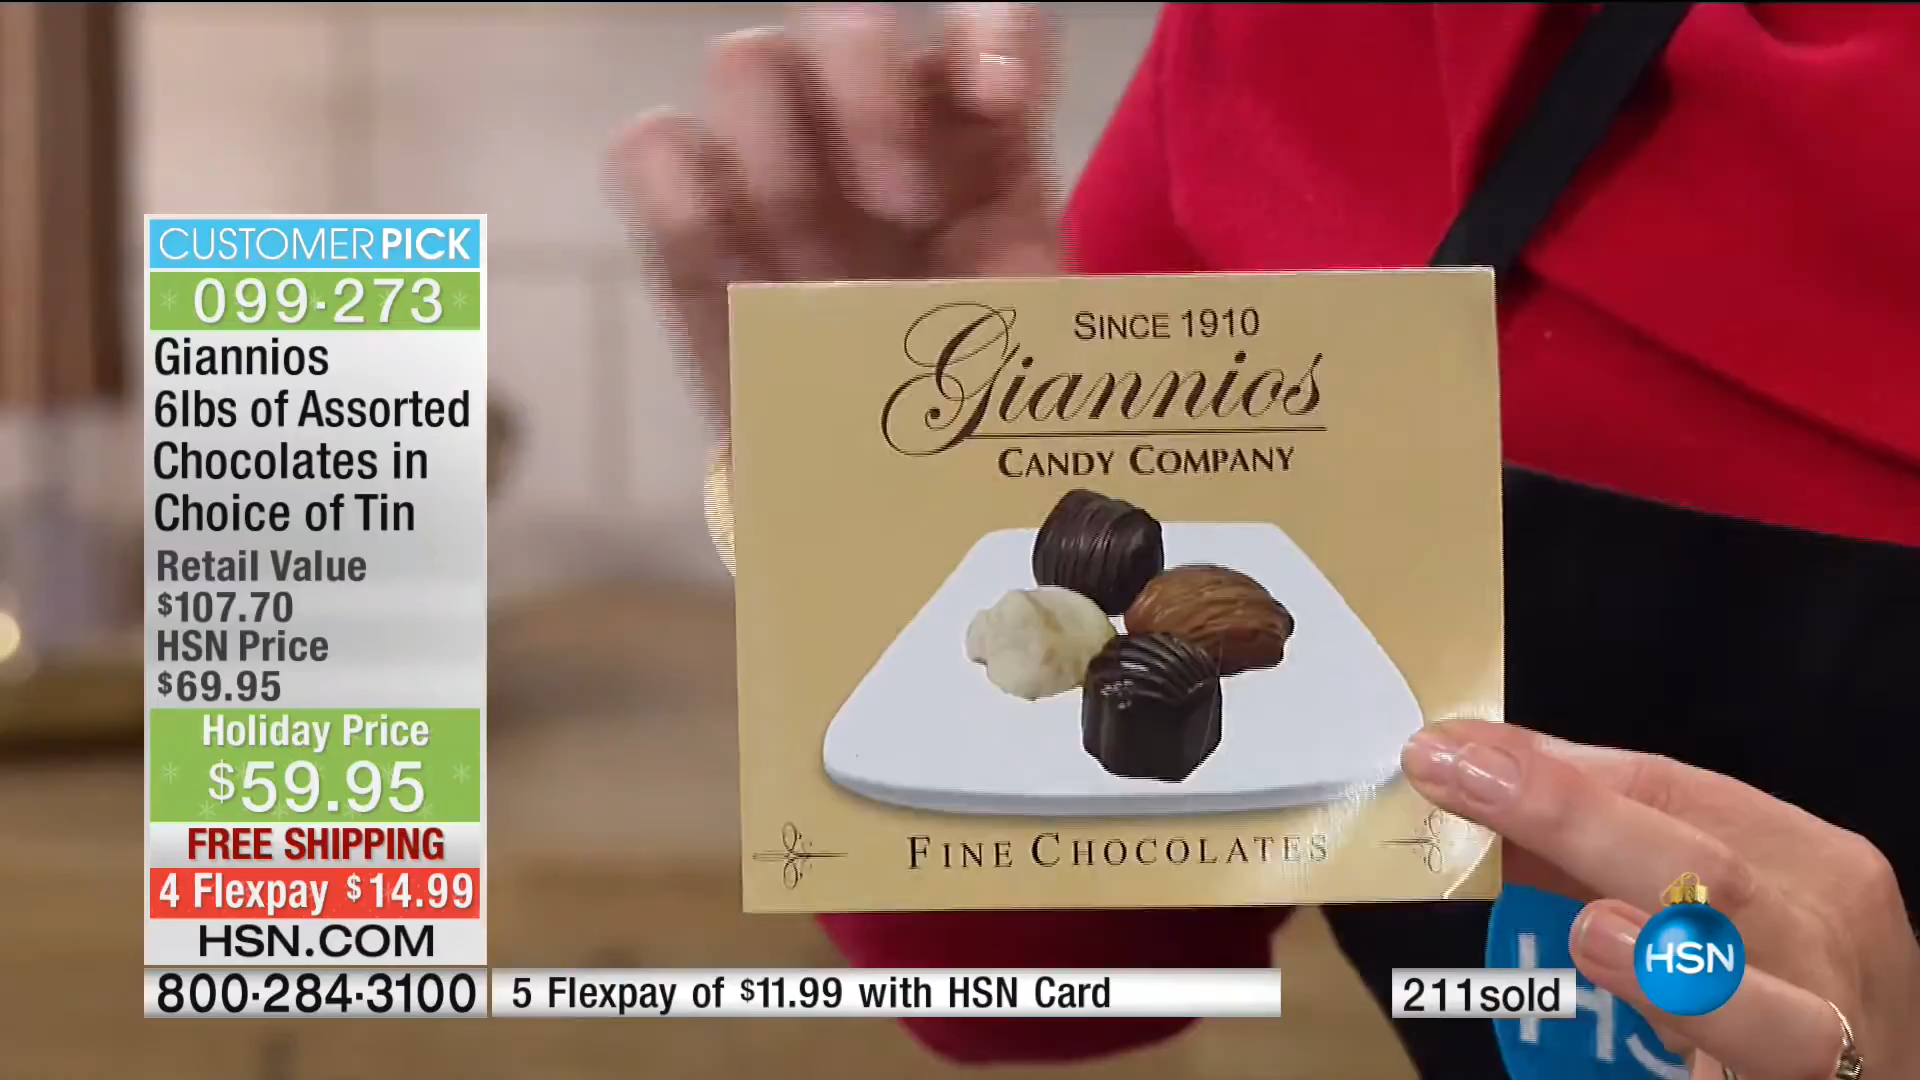 CUSTOMER PICK
099·273
Giannios
6lbs of Assorted
Chocolates in
Choice of Tin
Retail Value
$107.70
HSN Price
$69.95
Holiday Price
$59.95
FREE SHIPPING
4 Flexpay $14.99
HSN.COM
800·284·3100
5 Flexpay of $11.99 with HSN Card
211sold
SINCE 1910
Giannios
CANDY COMPANY
FINE CHOCOLATES
HSN